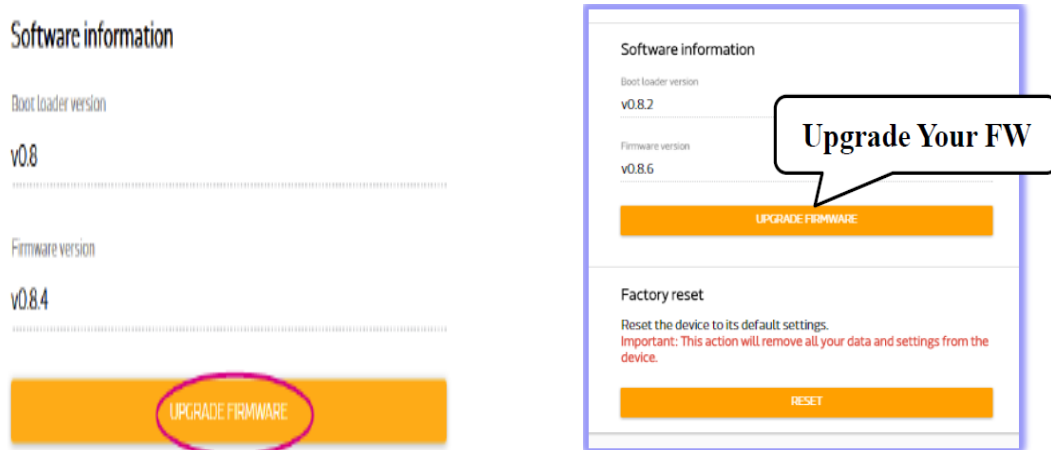 Software information
Boot loader version
v0.8
Firmware version
v0.8.4
UPGRADE FIRMWARE
Software information
Boot loader version
v0.8.2
Upgrade Your FW
Firmware version
v0.8.6
UPGRADE FIRMWARE
Factory reset
Reset the device to its default settings.
Important: This action will remove all your data and settings from the
device.
RESET